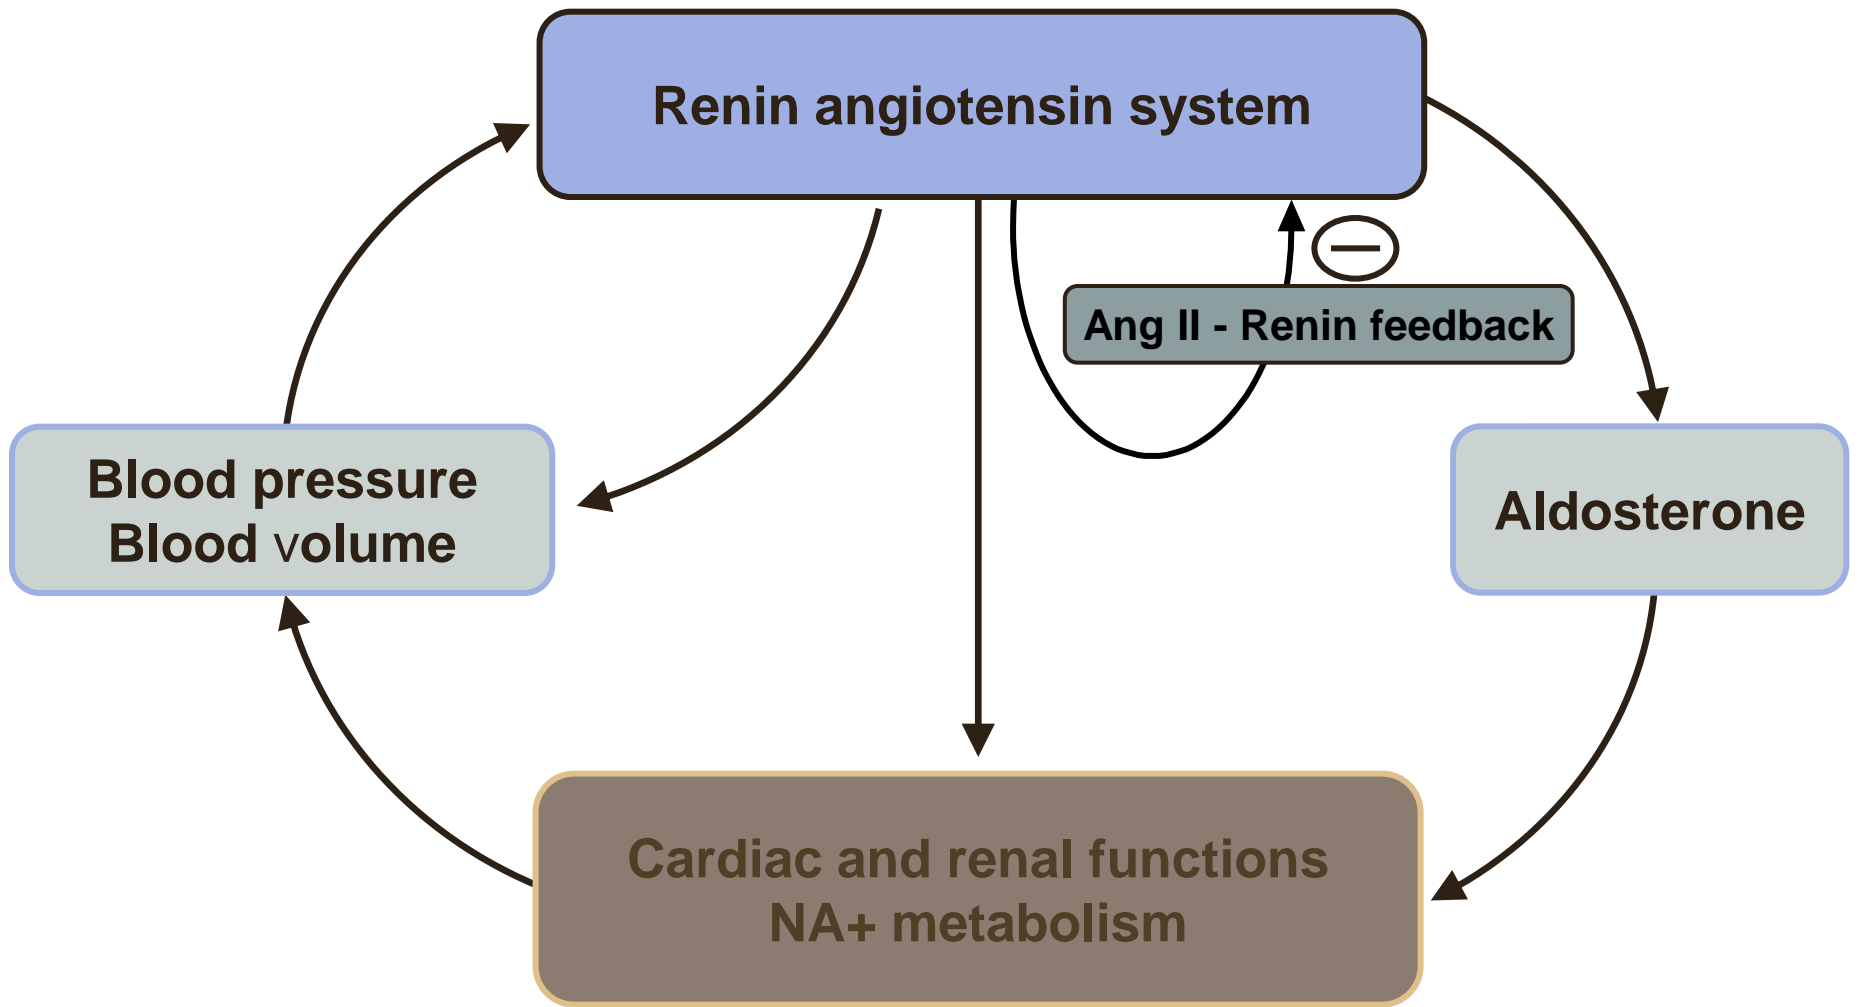 Renin angiotensin system
Ang II - Renin feedback
Blood pressure
Blood volume
Aldosterone
Cardiac and renal functions
NA+ metabolism